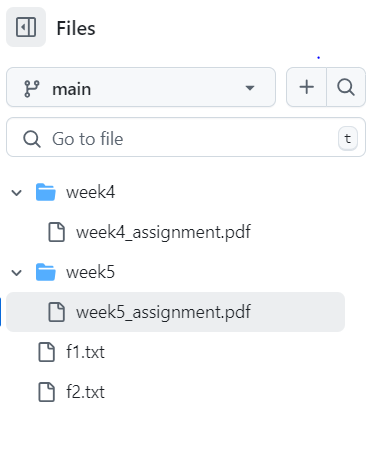 Files
main
Go to file t
week4
week4_assignment.pdf
week5
week5_assignment.pdf
f1.txt
f2.txt